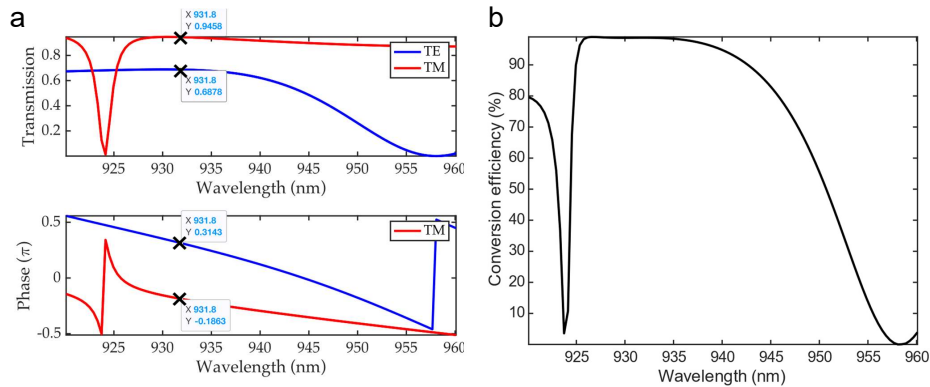 a
X 931.8
Y 0.9458
Transmission
0.8
0.6
0.4
0.2
X 931.8
Y 0.6878
TE
TM
925 930 935 940 945 950 955 960
Wavelength (nm)
Phase (π)
0.5
0
-0.5
X 931.8
Y 0.3143
X 931.8
Y -0.1863
TM
925 930 935 940 945 950 955 960
Wavelength (nm)
b
Conversion efficiency (%)
90
80
70
60
50
40
30
20
10
925 930 935 940 945 950 955 960
Wavelength (nm)